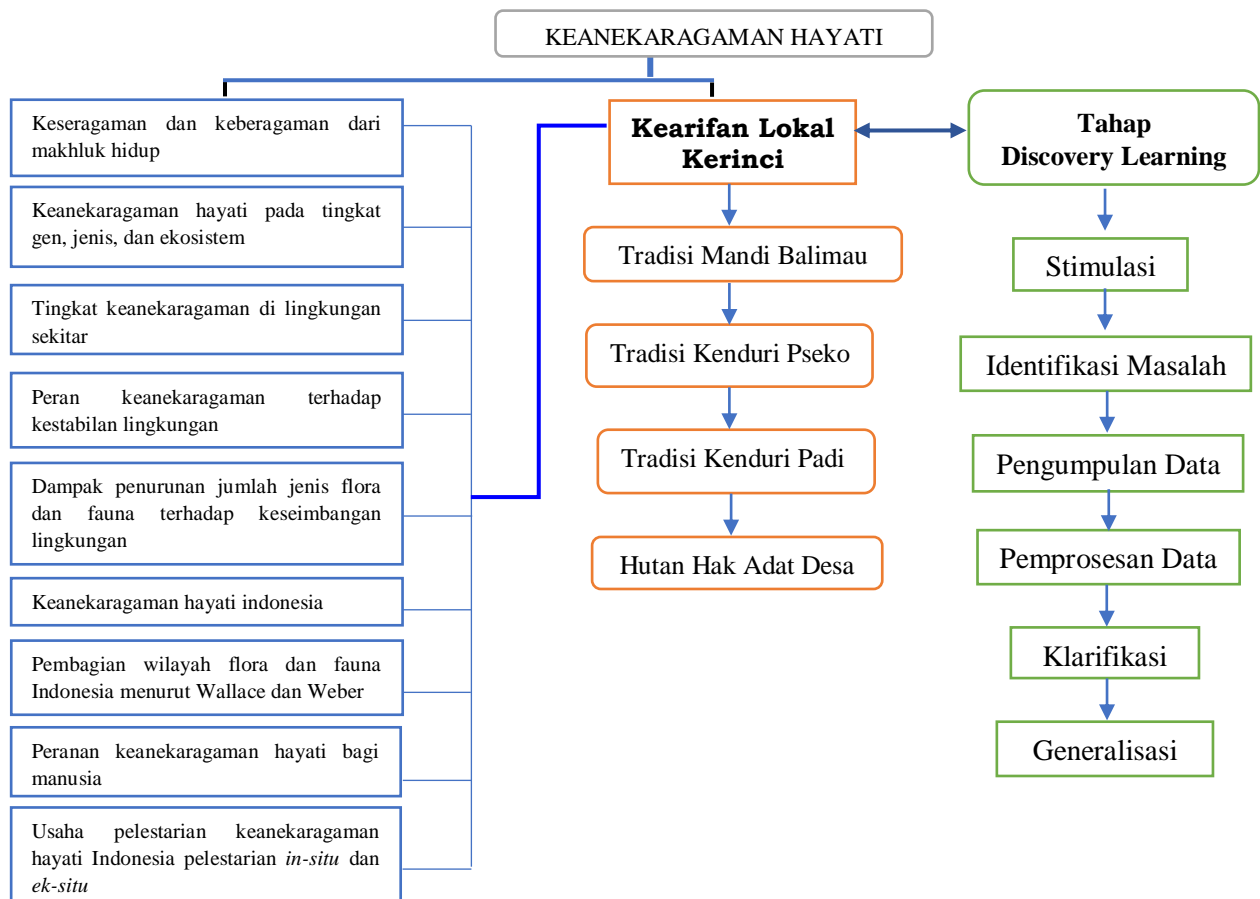 KEANEKARAGAMAN HAYATI
Keseragaman dan keberagaman dari
makhluk hidup
Keanekaragaman hayati pada tingkat
gen, jenis, dan ekosistem
Tingkat keanekaragaman di lingkungan
sekitar
Peran keanekaragaman terhadap
kestabilan lingkungan
Dampak penurunan jumlah jenis flora
dan fauna terhadap keseimbangan
lingkungan
Keanekaragaman hayati indonesia
Pembagian wilayah flora dan fauna
Indonesia menurut Wallace dan Weber
Peranan keanekaragaman hayati bagi
manusia
Usaha pelestarian keanekaragaman
hayati Indonesia pelestarian in-situ dan
ek-situ
Kearifan Lokal
Kerinci
Tradisi Mandi Balimau
Tradisi Kenduri Pseko
Tradisi Kenduri Padi
Hutan Hak Adat Desa
Tahap
Discovery Learning
Stimulasi
Identifikasi Masalah
Pengumpulan Data
Pemprosesan Data
Klarifikasi
Generalisasi